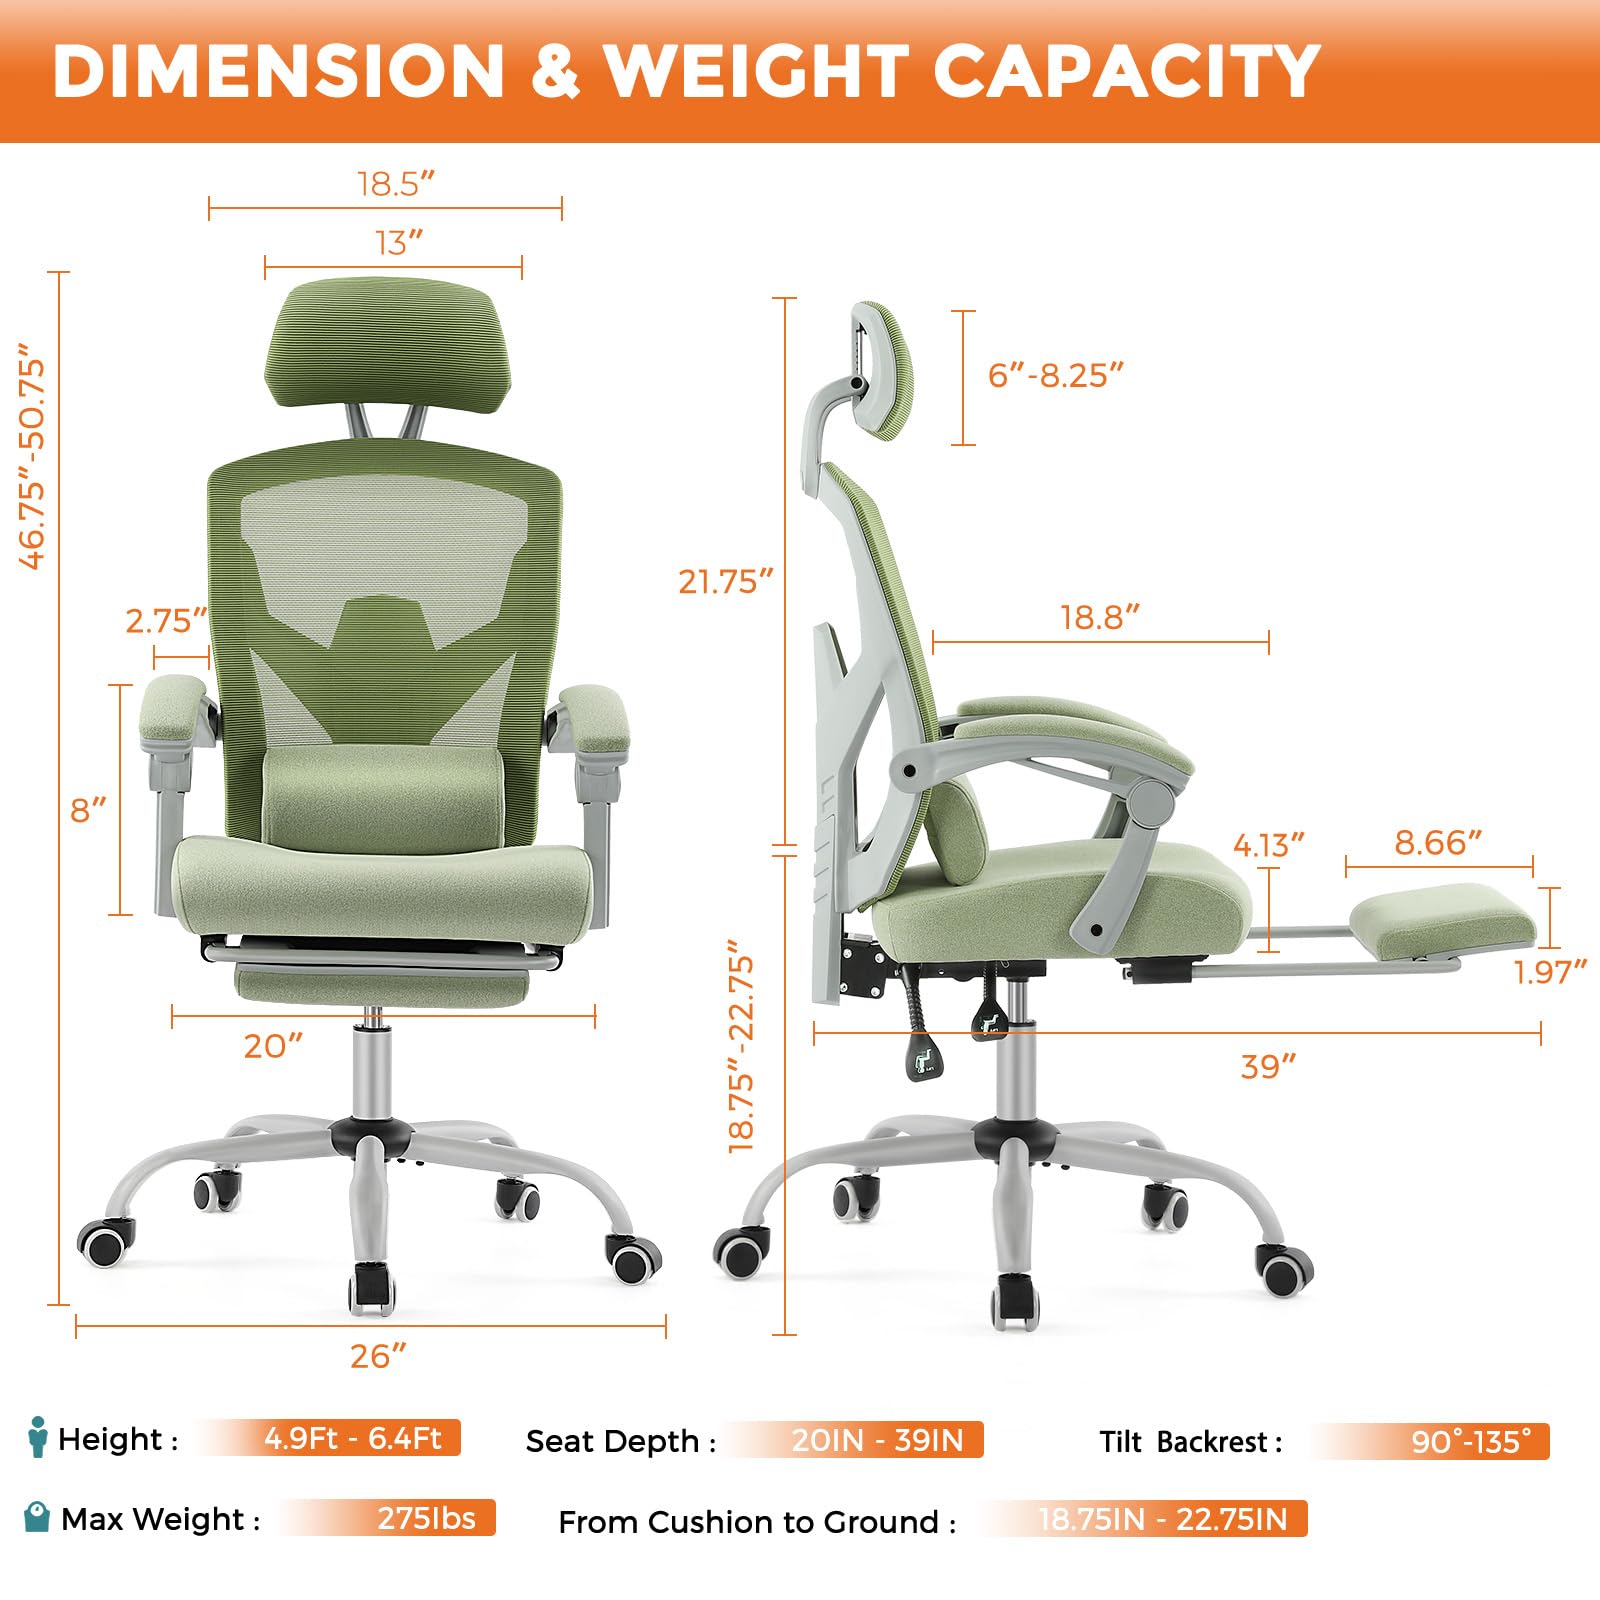 DIMENSION & WEIGHT CAPACITY
18.5″
13″
46.75″-50.75″
6″-8.25″
21.75″
2.75″
18.8″
8″
4.13″
8.66″
1.97″
20″
18.75″-22.75″
39″
26″
Height : 4.9Ft - 6.4Ft
Seat Depth : 20IN - 39IN
Tilt Backrest : 90°-135°
Max Weight : 275lbs
From Cushion to Ground : 18.75IN - 22.75IN